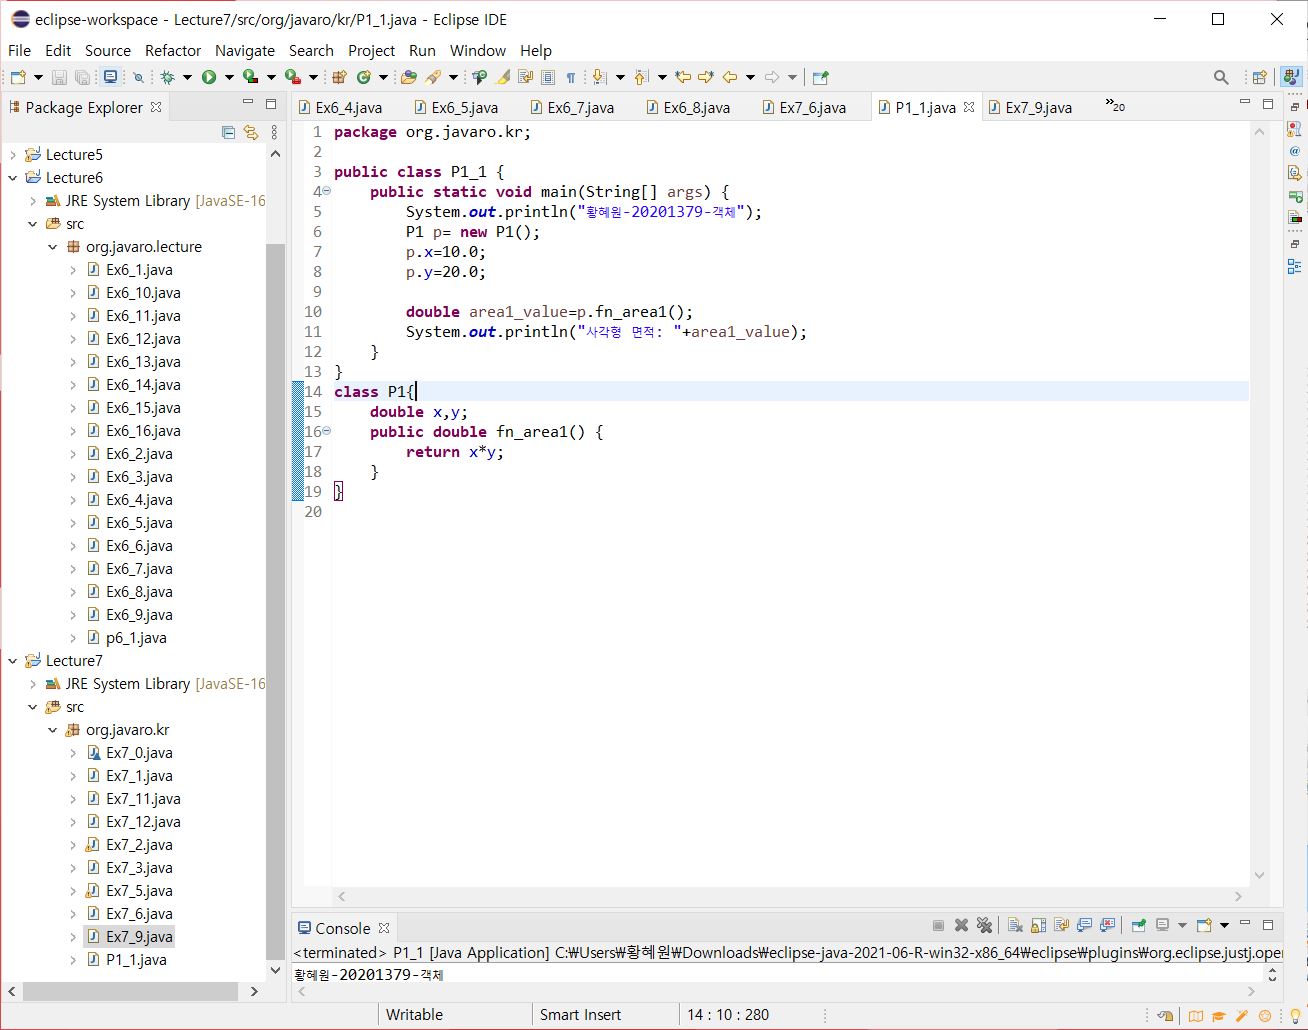 eclipse-workspace - Lecture7/src/org/javaro/kr/P1_1.java - Eclipse IDE
File Edit Source Refactor Navigate Search Project Run Window Help
Package Explorer
Lecture5
Lecture6
JRE System Library [JavaSE-16
src
org.javaro.lecture
Ex6_1.java
Ex6_10.java
Ex6_11.java
Ex6_12.java
Ex6_13.java
Ex6_14.java
Ex6_15.java
Ex6_16.java
Ex6_2.java
Ex6_3.java
Ex6_4.java
Ex6_5.java
Ex6_6.java
Ex6_7.java
Ex6_8.java
Ex6_9.java
p6_1.java
Lecture7
JRE System Library [JavaSE-16
src
org.javaro.kr
Ex7_0.java
Ex7_1.java
Ex7_11.java
Ex7_12.java
Ex7_2.java
Ex7_3.java
Ex7_5.java
Ex7_6.java
Ex7_9.java
P1_1.java
Ex6_4.java Ex6_5.java Ex6_7.java Ex6_8.java Ex7_6.java P1_1.java Ex7_9.java »20
1 package org.javaro.kr;
2
3 public class P1_1 {
4 public static void main(String[] args) {
5 System.out.println("황혜원-20201379-객체");
6 P1 p= new P1();
7 p.x=10.0;
8 p.y=20.0;
9
10 double area1_value=p.fn_area1();
11 System.out.println("사각형 면적: "+area1_value);
12 }
13 }
14 class P1{
15 double x,y;
16 public double fn_area1() {
17 return x*y;
18 }
19 }
20
Console
<terminated> P1_1 [Java Application] C:₩Users₩황혜원₩Downloads₩eclipse-java-2021-06-R-win32-x86_64₩eclipse₩plugins₩org.eclipse.justj.oper
황혜원-20201379-객체
Writable Smart Insert 14 : 10 : 280